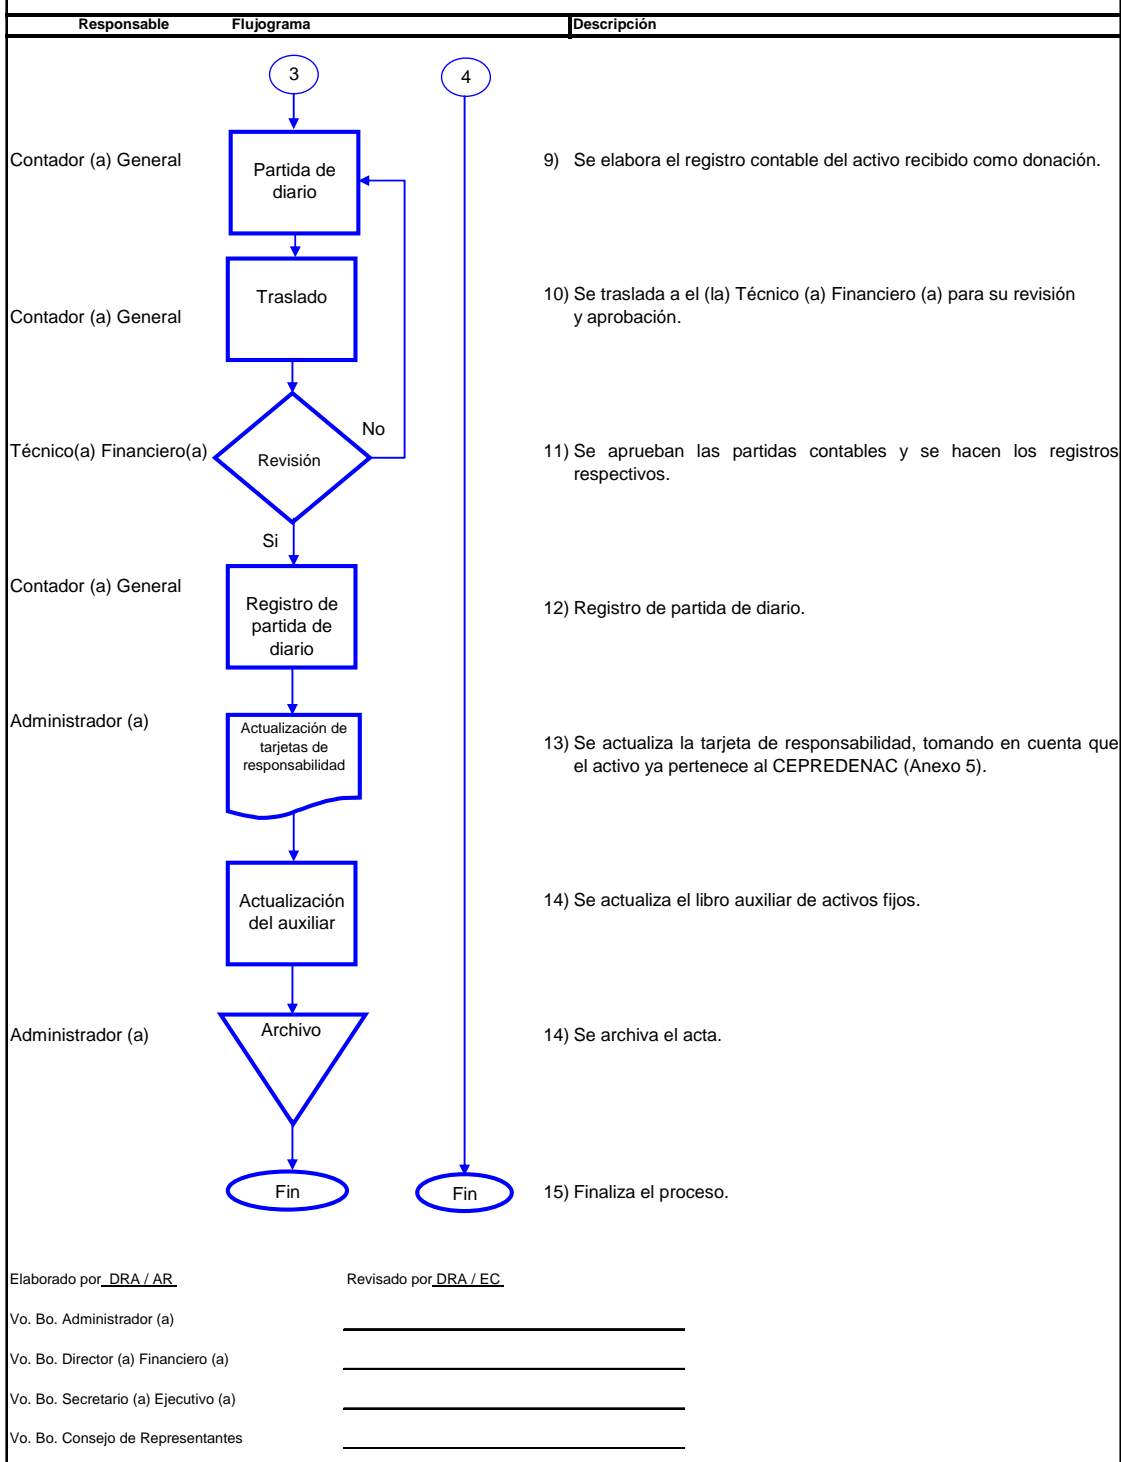 Responsable Flujograma Descripción
3 4
Contador (a) General
Partida de
diario
9) Se elabora el registro contable del activo recibido como donación.
Contador (a) General
Traslado
10) Se traslada a el (la) Técnico (a) Financiero (a) para su revisión
y aprobación.
Técnico(a) Financiero(a)
Revisión
No
11) Se aprueban las partidas contables y se hacen los registros
respectivos.
Si
Contador (a) General
Registro de
partida de
diario
12) Registro de partida de diario.
Administrador (a)
Actualización de
tarjetas de
responsabilidad
13) Se actualiza la tarjeta de responsabilidad, tomando en cuenta que
el activo ya pertenece al CEPREDENAC (Anexo 5).
Actualización
del auxiliar
14) Se actualiza el libro auxiliar de activos fijos.
Administrador (a)
Archivo
14) Se archiva el acta.
Fin
Fin
15) Finaliza el proceso.
Elaborado por DRA / AR Revisado por DRA / EC
Vo. Bo. Administrador (a)
Vo. Bo. Director (a) Financiero (a)
Vo. Bo. Secretario (a) Ejecutivo (a)
Vo. Bo. Consejo de Representantes